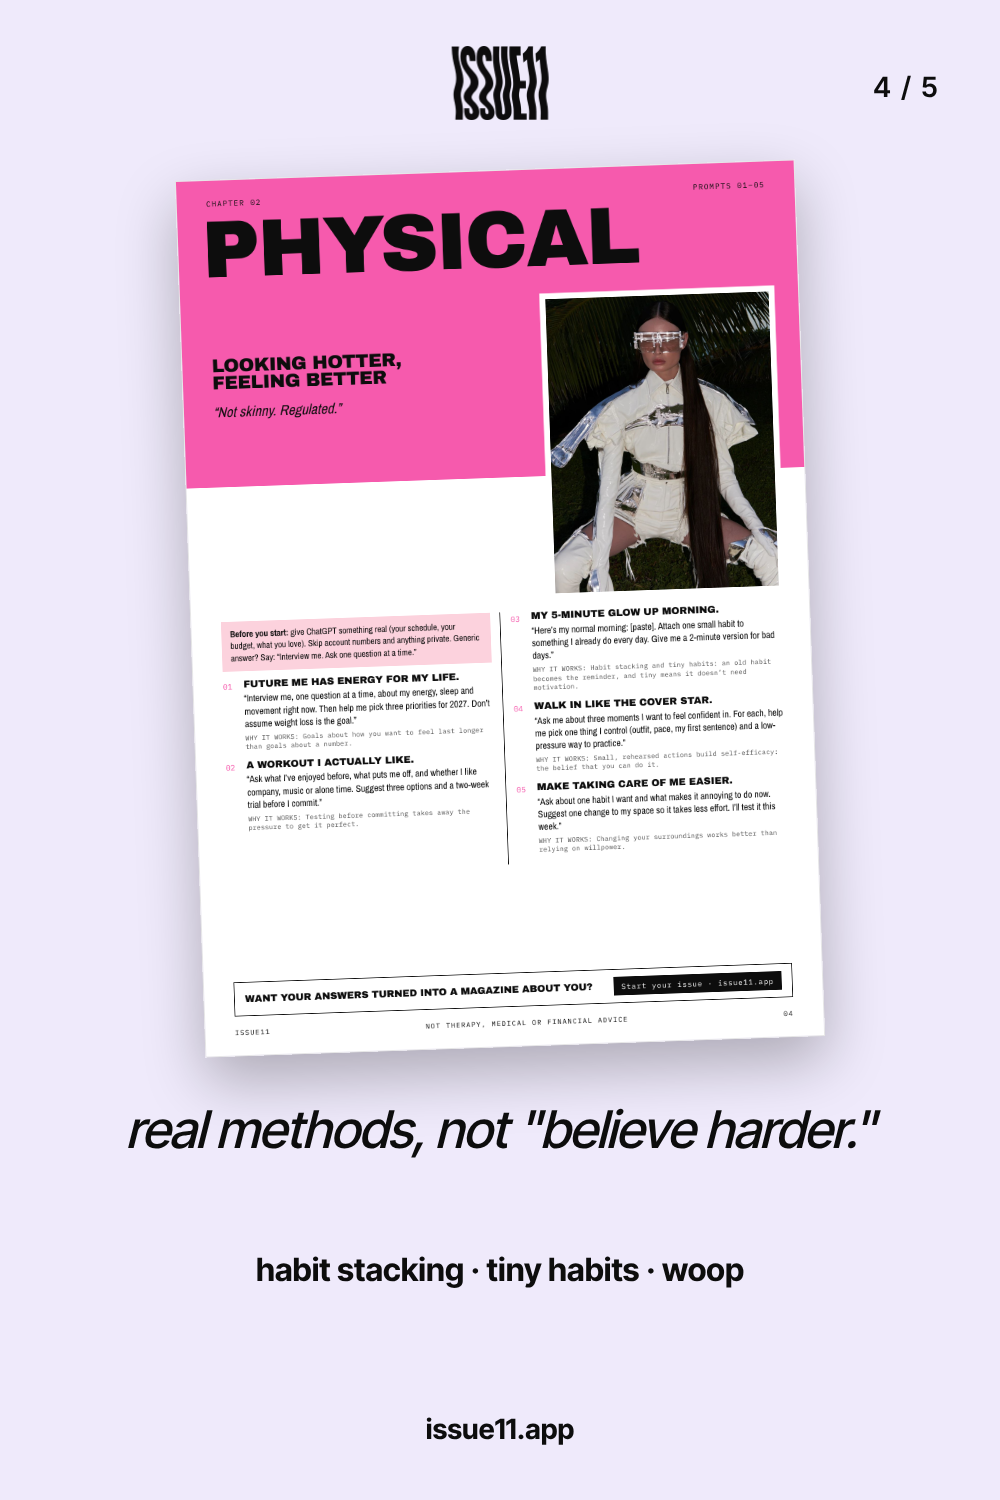 ISSUE11
4 / 5
CHAPTER 02
PROMPTS 01–05
PHYSICAL
LOOKING HOTTER,
FEELING BETTER
“Not skinny. Regulated.”
Before you start: give ChatGPT something real (your schedule, your
budget, what you love). Skip account numbers and anything private. Generic
answer? Say: “Interview me. Ask one question at a time.”
01 FUTURE ME HAS ENERGY FOR MY LIFE.
“Interview me, one question at a time, about my energy, sleep and
movement right now. Then help me pick three priorities for 2027. Don't
assume weight loss is the goal.”
WHY IT WORKS: Goals about how you want to feel last longer
than goals about a number.
02 A WORKOUT I ACTUALLY LIKE.
“Ask what I've enjoyed before, what puts me off, and whether I like
company, music or alone time. Suggest three options and a two-week
trial before I commit.”
WHY IT WORKS: Testing before committing takes away the
pressure to get it perfect.
03 MY 5-MINUTE GLOW UP MORNING.
“Here's my normal morning: [paste]. Attach one small habit to
something I already do every day. Give me a 2-minute version for bad
days.”
WHY IT WORKS: Habit stacking and tiny habits: an old habit
becomes the reminder, and tiny means it doesn't need
motivation.
04 WALK IN LIKE THE COVER STAR.
“Ask me about three moments I want to feel confident in. For each, help
me pick one thing I control (outfit, pace, my first sentence) and a low-
pressure way to practice.”
WHY IT WORKS: Small, rehearsed actions build self-efficacy:
the belief that you can do it.
05 MAKE TAKING CARE OF ME EASIER.
“Ask about one habit I want and what makes it annoying to do now.
Suggest one change to my space so it takes less effort. I'll test it this
week.”
WHY IT WORKS: Changing your surroundings works better than
relying on willpower.
WANT YOUR ANSWERS TURNED INTO A MAGAZINE ABOUT YOU?
Start your issue · issue11.app
ISSUE11
NOT THERAPY, MEDICAL OR FINANCIAL ADVICE
04
real methods, not "believe harder."
habit stacking · tiny habits · woop
issue11.app